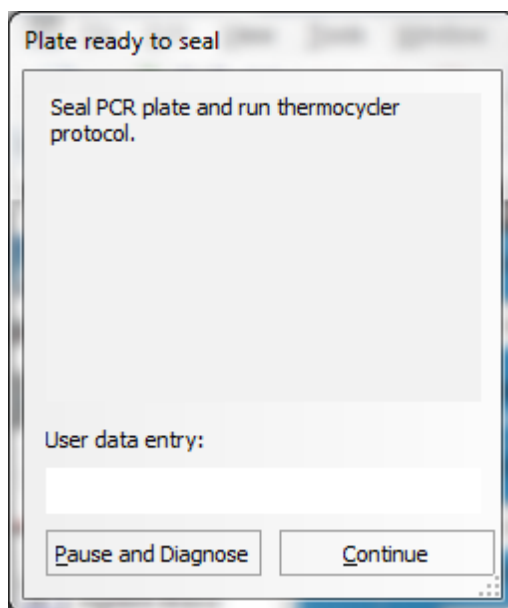 Plate ready to seal
Seal PCR plate and run thermocycler
protocol.
User data entry:
Pause and Diagnose
Continue